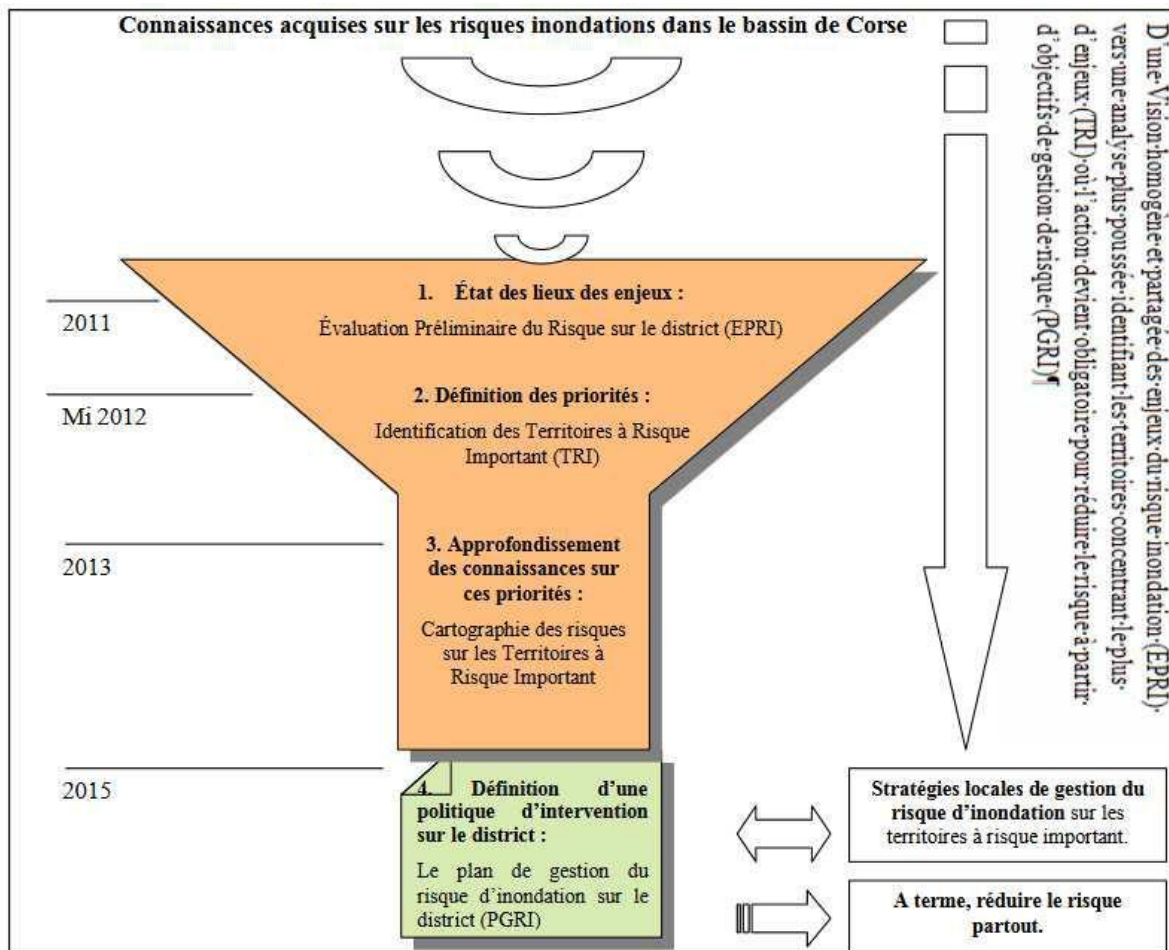 Connaissances acquises sur les risques inondations dans le bassin de Corse
2011
1. État des lieux des enjeux :
Évaluation Préliminaire du Risque sur le district (EPRI)
Mi 2012
2. Définition des priorités :
Identification des Territoires à Risque
Important (TRI)
2013
3. Approfondissement
des connaissances sur
ces priorités :
Cartographie des risques
sur les Territoires à
Risque Important
2015
4. Définition d’une
politique d’intervention
sur le district :
Le plan de gestion du
risque d’inondation sur le
district (PGRI)
D’une·Vision·homogène·et·partagée·des·enjeux·du·risque·inondation·(EPRI)·
vers·une·analyse·plus·poussée·identifiant·les·territoires·concentrant·le·plus·
d’enjeux·(TRI)·où·l’action·devient·obligatoire·pour·réduire·le·risque·à·partir·
d’objectifs·de·gestion·de·risque·(PGRI)¶
Stratégies locales de gestion du
risque d’inondation sur les
territoires à risque important.
A terme, réduire le risque
partout.